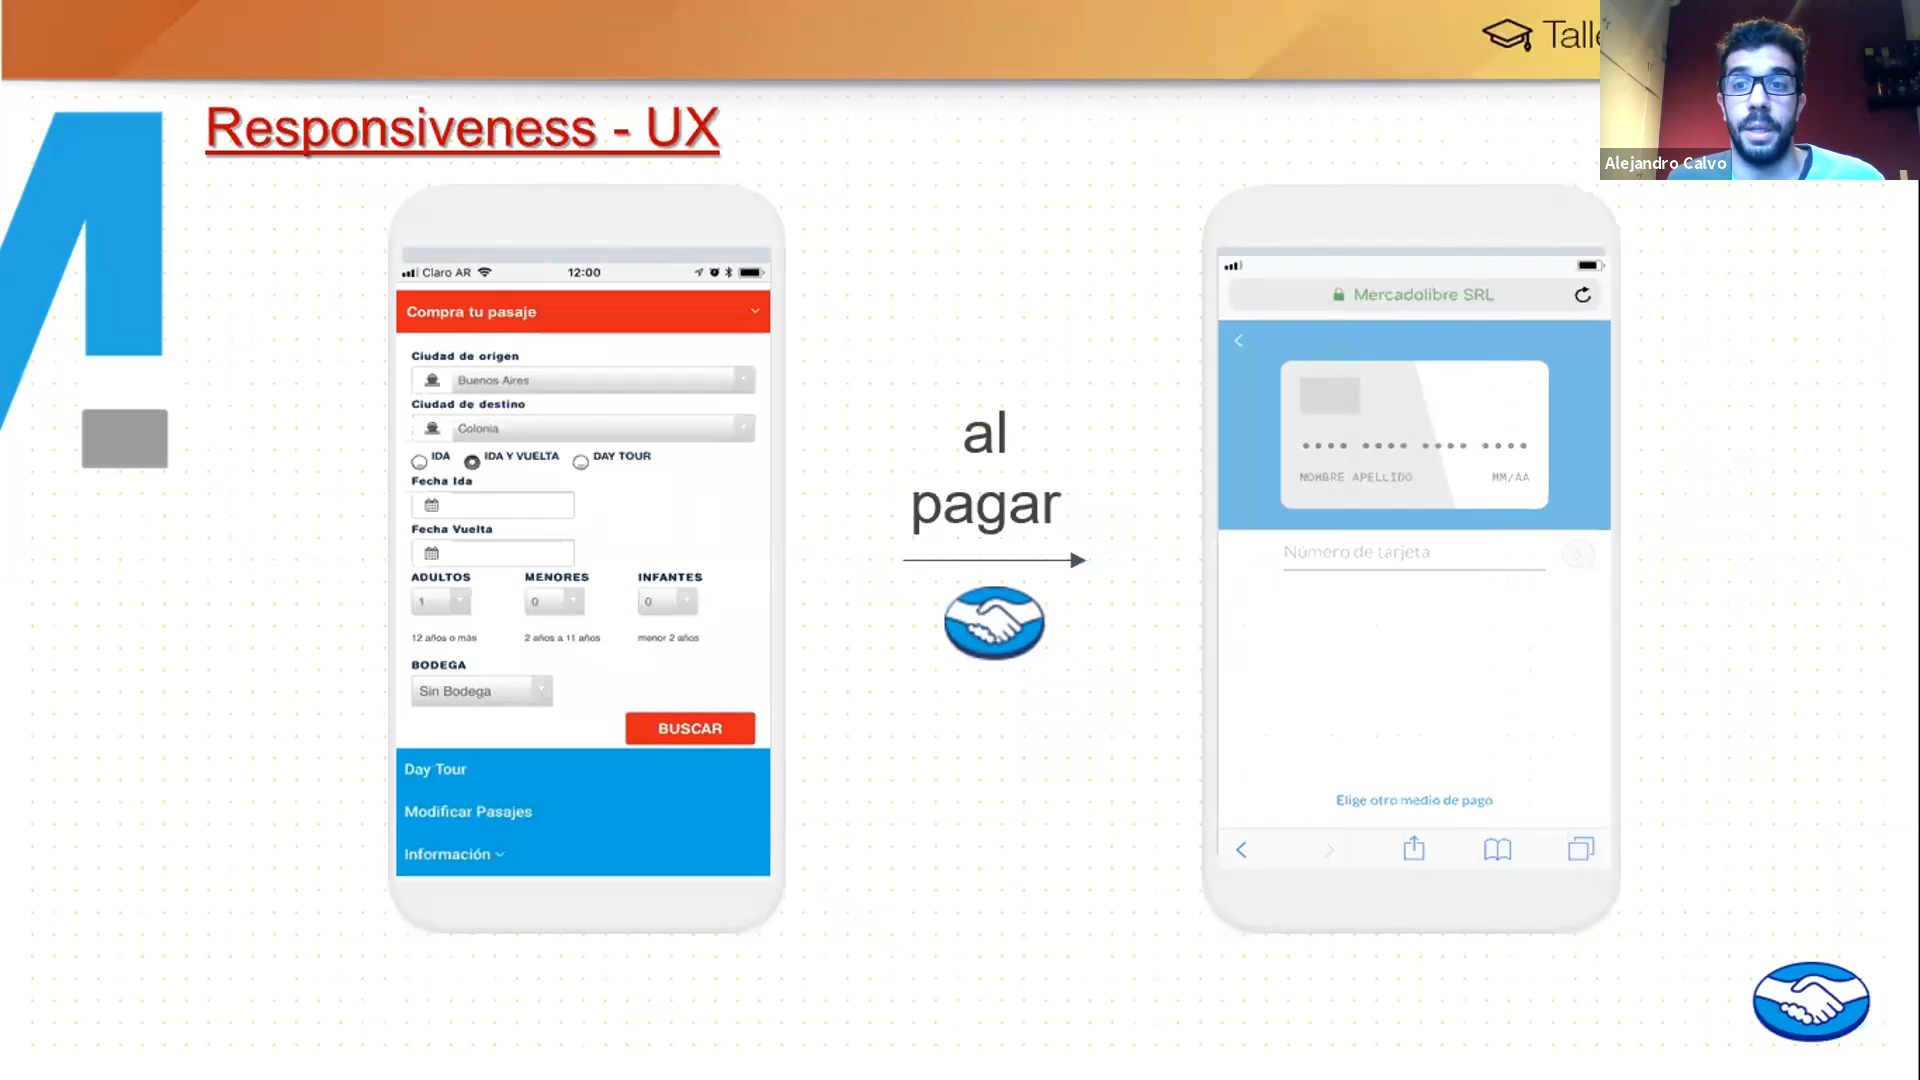 Talle
Alejandro Calvo
Responsiveness - UX
Claro AR
12:00
Compra tu pasaje
Ciudad de origen
Buenos Aires
Ciudad de destino
Colonia
IDA
IDA Y VUELTA
DAY TOUR
Fecha Ida
Fecha Vuelta
ADULTOS
MENORES
INFANTES
1
0
0
12 años o más
2 años a 11 años
menor 2 años
BODEGA
Sin Bodega
BUSCAR
Day Tour
Modificar Pasajes
Información
al
pagar
Mercadolibre SRL
NOMBRE APELLIDO
MM/AA
Número de tarjeta
Elige otro medio de pago